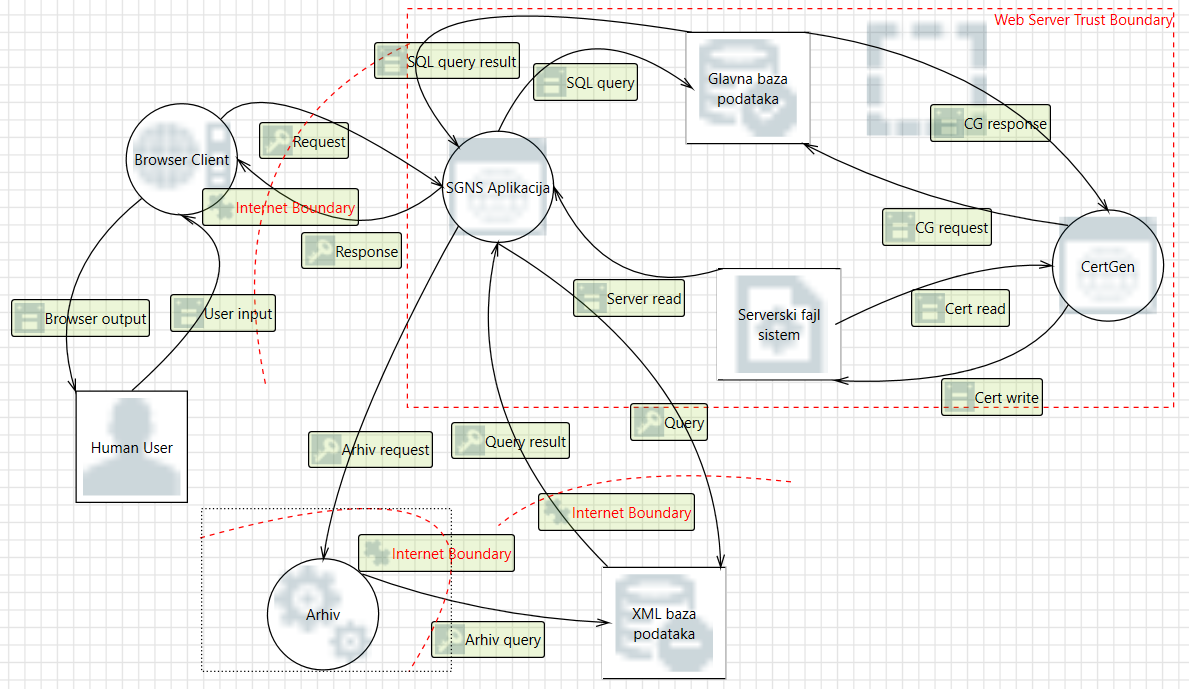 Web Server Trust Boundary
SQL query result
SQL query
Glavna baza
podataka
CG response
Request
Browser Client
SGNS Aplikacija
Internet Boundary
CG request
Response
CertGen
Server read
Cert read
Browser output
User input
Serverski fajl
sistem
Cert write
Query
Human User
Arhiv request
Query result
Internet Boundary
Internet Boundary
Arhiv
XML baza
podataka
Arhiv query